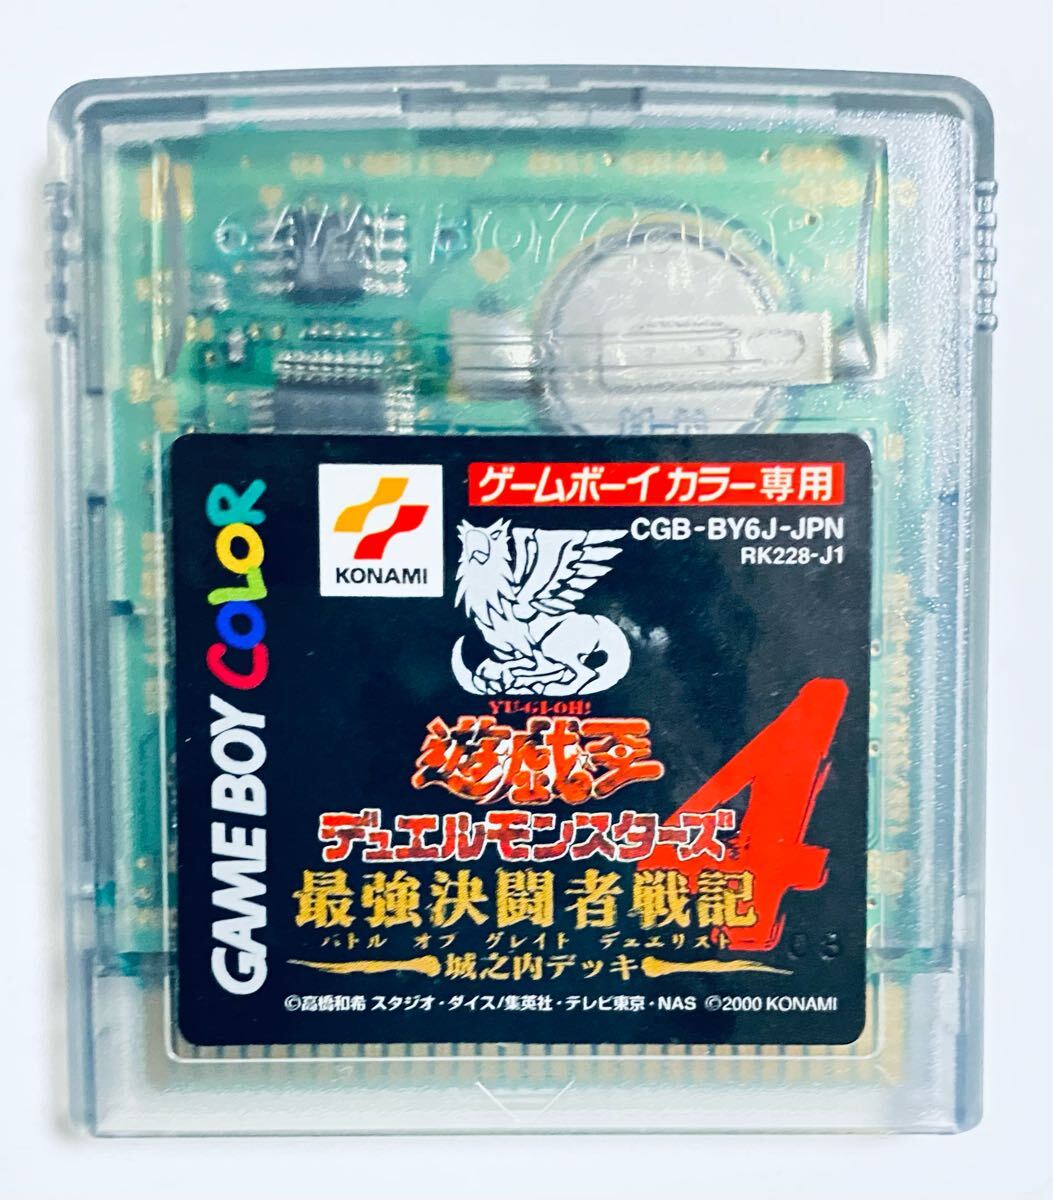 GAME BOY COLOR
KONAMI
ゲームボーイカラー専用
CGB-BY6J-JPN
RK228-J1
YU-GI-OH!
遊戯王
デュエルモンスターズ4
最強決闘者戦記
バトル オブ グレイト デュエリスト
城之内デッキ
03
©高橋和希 スタジオ・ダイス/集英社・テレビ東京・NAS ©2000 KONAMI